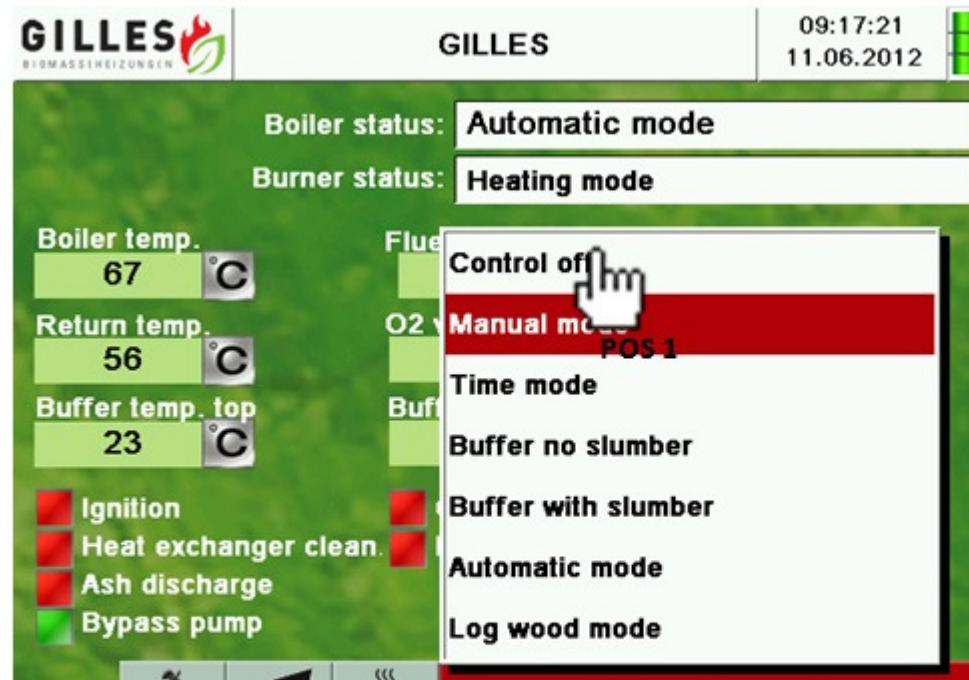 GILLES
BIOMASSEHEIZUNGEN
GILLES
09:17:21
11.06.2012
Boiler status: Automatic mode
Burner status: Heating mode
Boiler temp.
67 °C
Flue
Return temp.
56 °C
O2
Buffer temp. top
23 °C
Buff
Ignition
Heat exchanger clean.
Ash discharge
Bypass pump
Control off
Manual mode
POS 1
Time mode
Buffer no slumber
Buffer with slumber
Automatic mode
Log wood mode